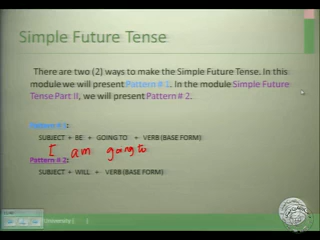 Simple Future Tense
There are two (2) ways to make the Simple Future Tense. In this
module we will present Pattern # 1. In the module Simple Future
Tense Part II, we will present Pattern # 2.
Pattern # 1:
SUBJECT + BE + GOING TO + VERB (BASE FORM)
I am going to
Pattern # 2:
SUBJECT + WILL + VERB (BASE FORM)
University |